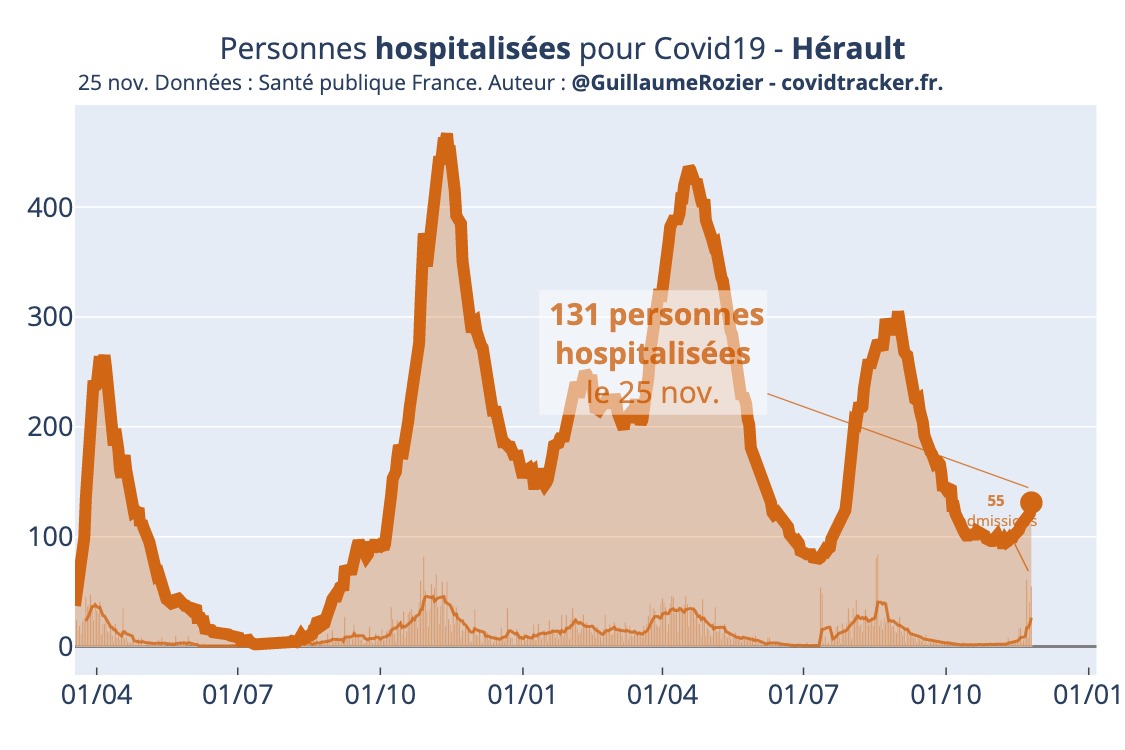 Personnes hospitalisées pour Covid19 - Hérault
25 nov. Données : Santé publique France. Auteur : @GuillaumeRozier - covidtracker.fr.
400
300
200
100
0
131 personnes
hospitalisées
le 25 nov.
55
dmissions
01/04
01/07
01/10
01/01
01/04
01/07
01/10
01/01